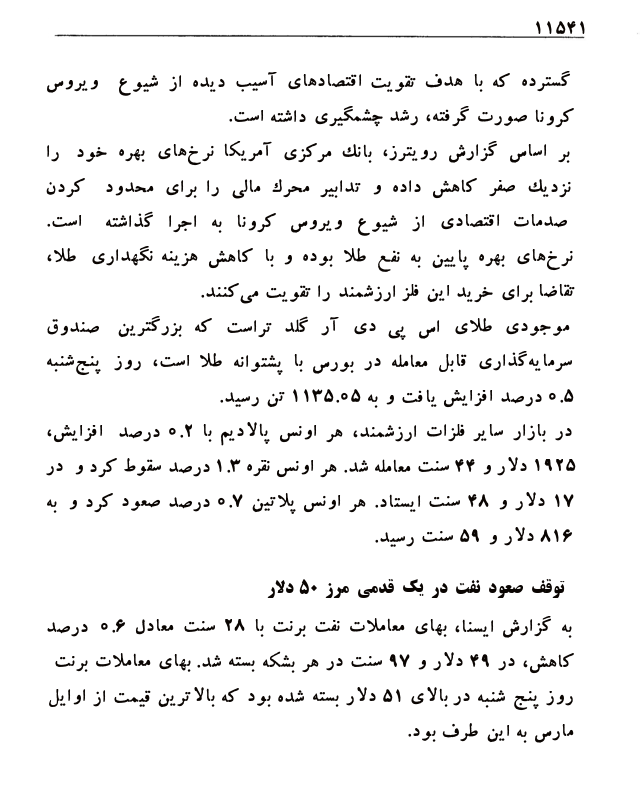 ۱۱۵۴۱
گسترده که با هدف تقویت اقتصادهای آسیب دیده از شیوع ویروس
کرونا صورت گرفته، رشد چشمگیری داشته است.
بر اساس گزارش رویترز، بانك مرکزی آمریکا نرخ‌های بهره خود را
نزدیك صفر کاهش داده و تدابیر محرك مالی را برای محدود کردن
صدمات اقتصادی از شیوع ویروس کرونا به اجرا گذاشته است.
نرخ‌های بهره پایین به نفع طلا بوده و با کاهش هزینه نگهداری طلا،
تقاضا برای خرید این فلز ارزشمند را تقویت می‌کنند.
موجودی طلای اس پی دی آر گلد تراست که بزرگترین صندوق
سرمایه‌گذاری قابل معامله در بورس با پشتوانه طلا است، روز پنج‌شنبه
۰.۵ درصد افزایش یافت و به ۱۱۳۵.۰۵ تن رسید.
در بازار سایر فلزات ارزشمند، هر اونس پالادیم با ۰.۲ درصد افزایش،
۱۹۲۵ دلار و ۴۴ سنت معامله شد. هر اونس نقره ۱.۳ درصد سقوط کرد و در
۱۷ دلار و ۴۸ سنت ایستاد. هر اونس پلاتین ۰.۷ درصد صعود کرد و به
۸۱۶ دلار و ۵۹ سنت رسید.
توقف صعود نفت در یک قدمی مرز ۵۰ دلار
به گزارش ایسنا، بهای معاملات نفت برنت با ۲۸ سنت معادل ۰.۶ درصد
کاهش، در ۴۹ دلار و ۹۷ سنت در هر بشکه بسته شد. بهای معاملات برنت
روز پنج شنبه در بالای ۵۱ دلار بسته شده بود که بالاترین قیمت از اوایل
مارس به این طرف بود.